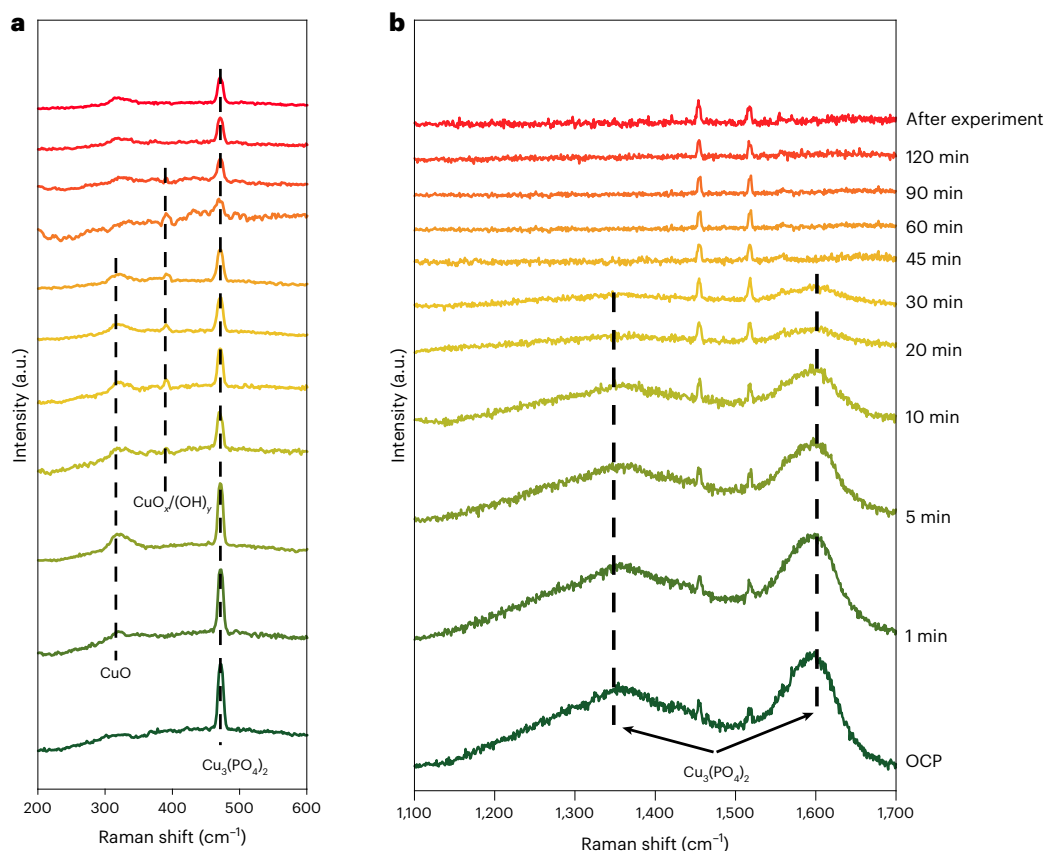 a
Intensity (a.u.)
CuOₓ/(OH)ᵧ
CuO
Cu₃(PO₄)₂
200 300 400 500 600
Raman shift (cm⁻¹)
b
Intensity (a.u.)
After experiment
120 min
90 min
60 min
45 min
30 min
20 min
10 min
5 min
1 min
OCP
Cu₃(PO₄)₂
1,100 1,200 1,300 1,400 1,500 1,600 1,700
Raman shift (cm⁻¹)